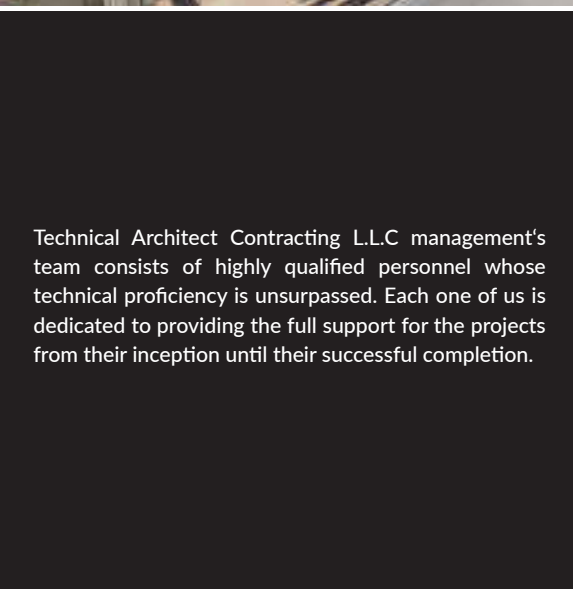 Technical Architect Contracting L.L.C management‘s
team consists of highly qualified personnel whose
technical proficiency is unsurpassed. Each one of us is
dedicated to providing the full support for the projects
from their inception until their successful completion.